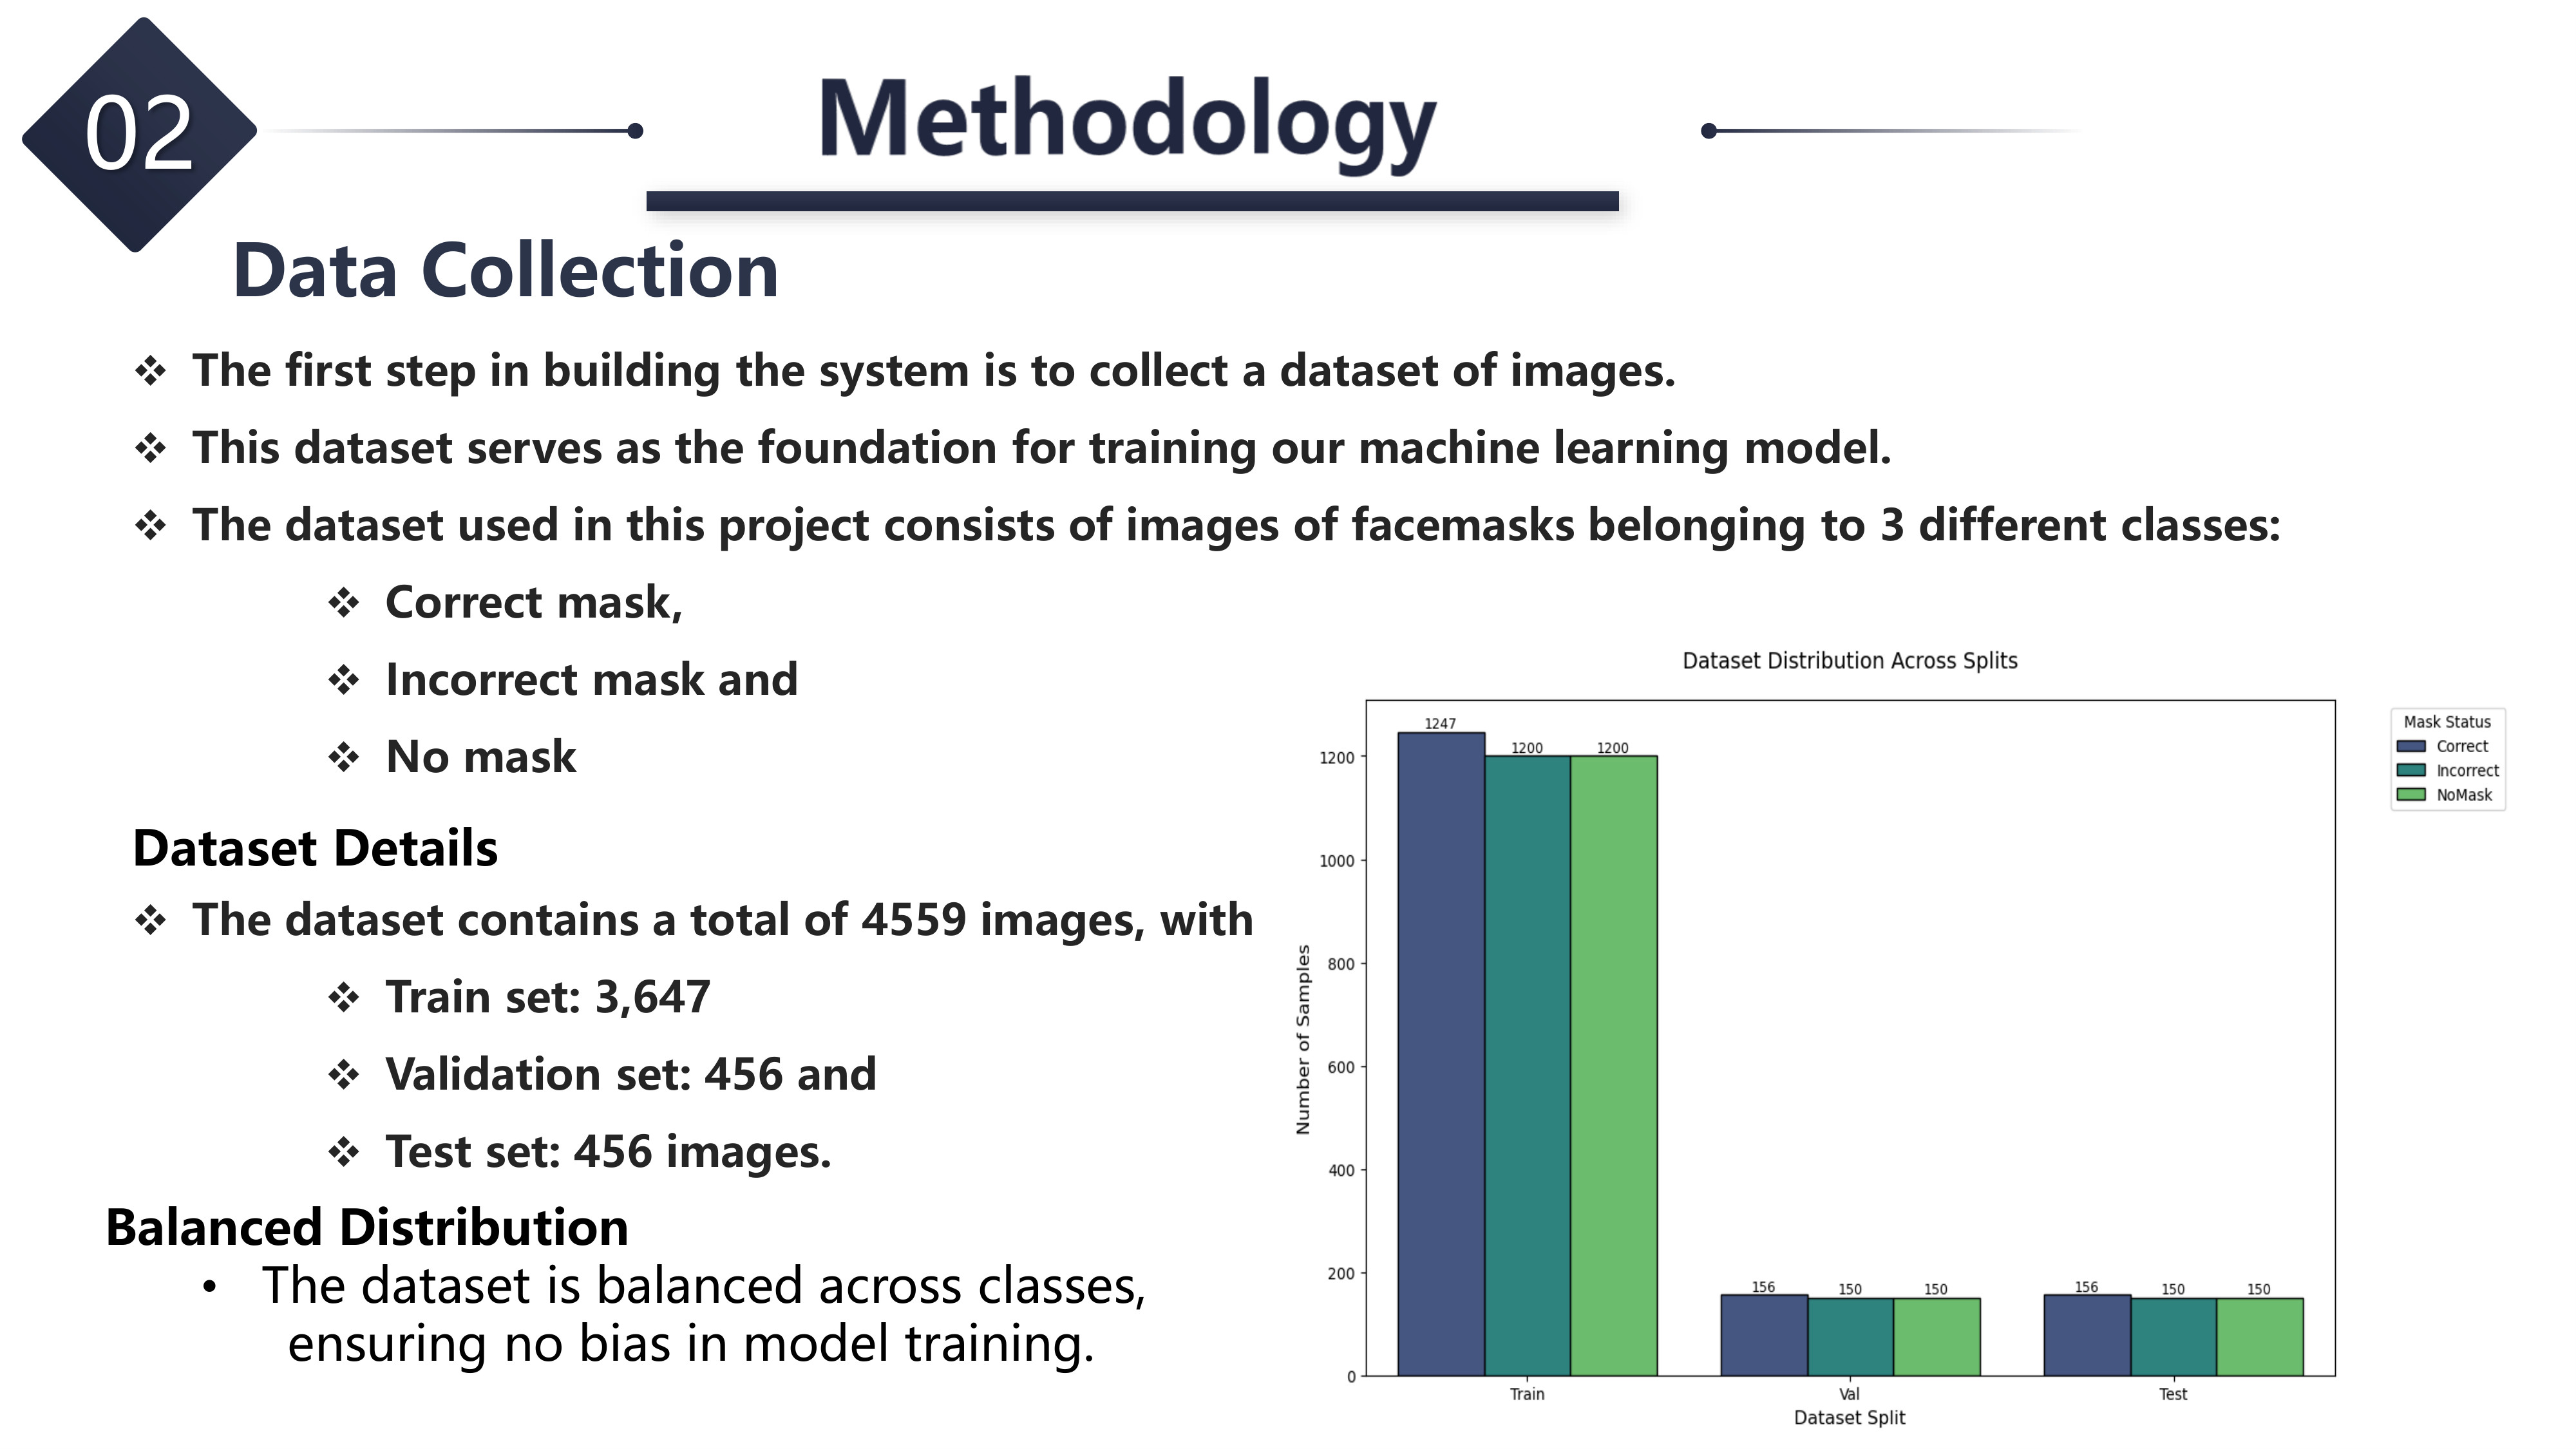 02
Methodology
Data Collection
❖ The first step in building the system is to collect a dataset of images.
❖ This dataset serves as the foundation for training our machine learning model.
❖ The dataset used in this project consists of images of facemasks belonging to 3 different classes:
❖ Correct mask,
❖ Incorrect mask and
❖ No mask
Dataset Details
❖ The dataset contains a total of 4559 images, with
❖ Train set: 3,647
❖ Validation set: 456 and
❖ Test set: 456 images.
Balanced Distribution
• The dataset is balanced across classes,
ensuring no bias in model training.
Dataset Distribution Across Splits
Number of Samples
1200
1000
800
600
400
200
0
1247
1200
1200
156
150
150
156
150
150
Train
Val
Test
Dataset Split
Mask Status
Correct
Incorrect
NoMask